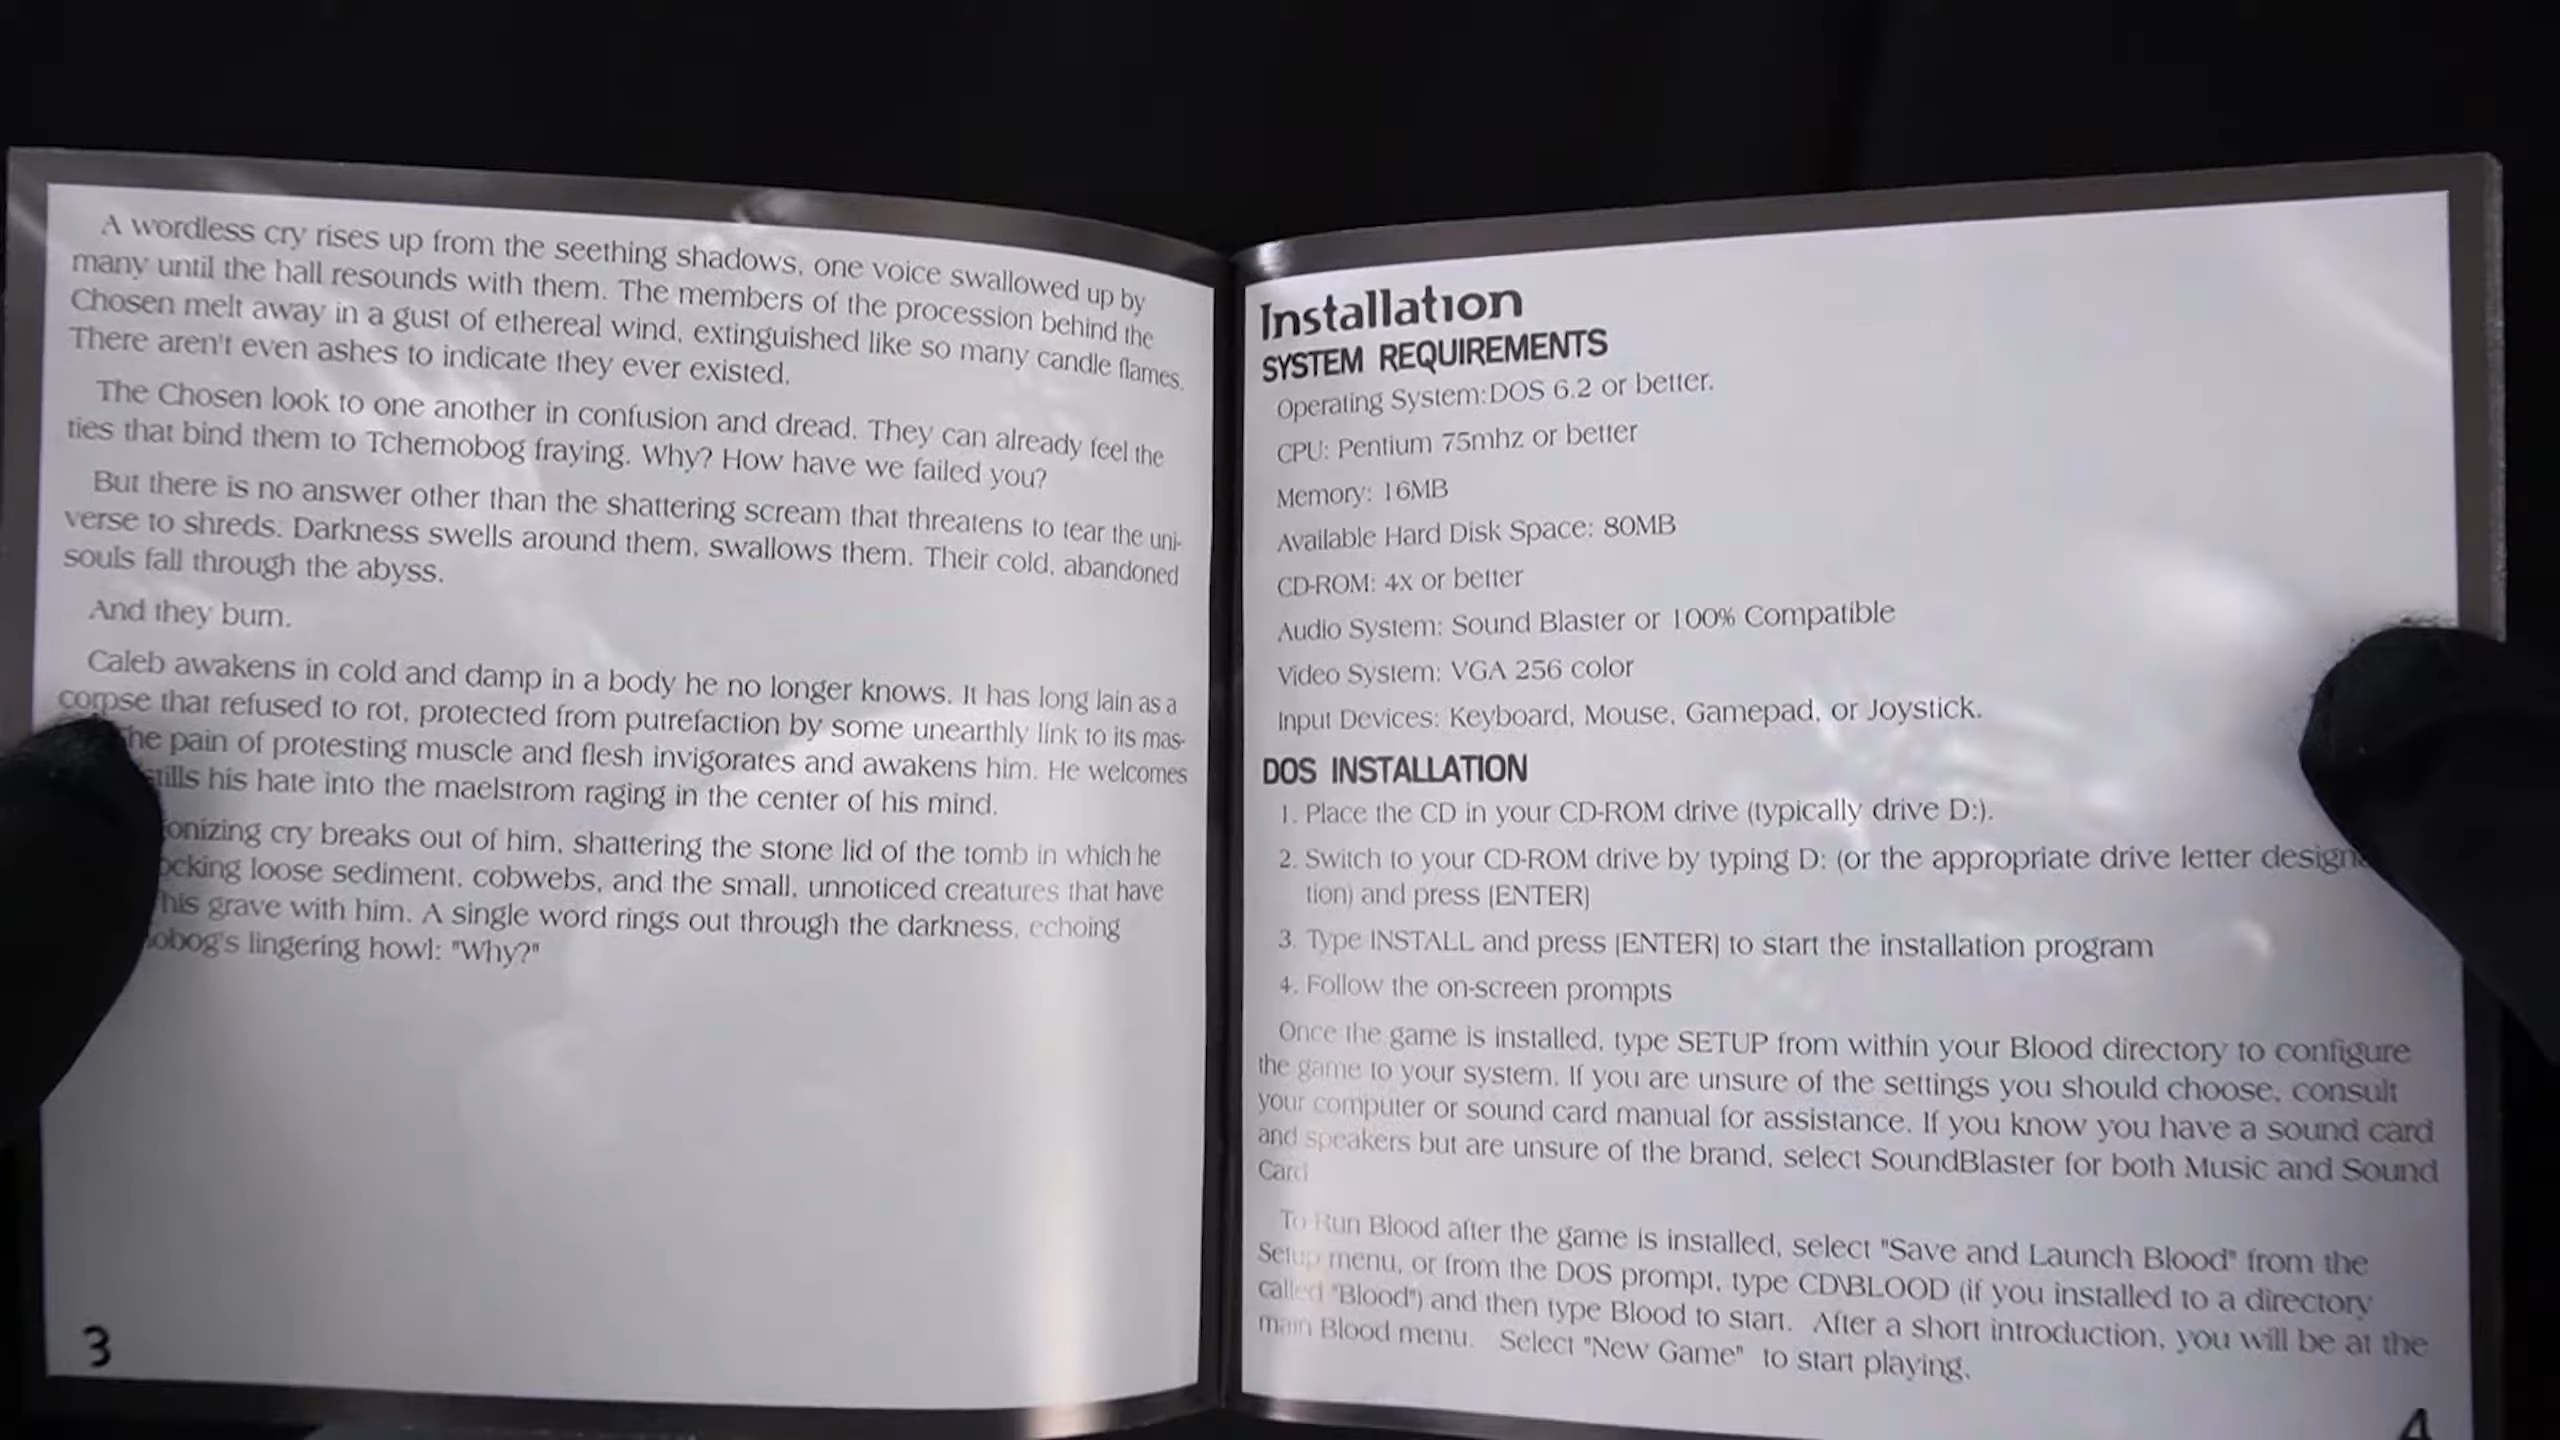 A wordless cry rises up from the seething shadows, one voice swallowed up by
many until the hall resounds with them. The members of the procession behind the
Chosen melt away in a gust of ethereal wind, extinguished like so many candle flames.
There aren't even ashes to indicate they ever existed.
The Chosen look to one another in confusion and dread. They can already feel the
ties that bind them to Tchernobog fraying. Why? How have we failed you?
But there is no answer other than the shattering scream that threatens to tear the uni-
verse to shreds. Darkness swells around them, swallows them. Their cold, abandoned
souls fall through the abyss.
And they burn.
Caleb awakens in cold and damp in a body he no longer knows. It has long lain as a
corpse that refused to rot, protected from putrefaction by some unearthly link to its mas-
he pain of protesting muscle and flesh invigorates and awakens him. He welcomes
stills his hate into the maelstrom raging in the center of his mind.
onizing cry breaks out of him, shattering the stone lid of the tomb in which he
ocking loose sediment, cobwebs, and the small, unnoticed creatures that have
his grave with him. A single word rings out through the darkness, echoing
obog's lingering howl: "Why?"
3
Installation
SYSTEM REQUIREMENTS
Operating System:DOS 6.2 or better.
CPU: Pentium 75mhz or better
Memory: 16MB
Available Hard Disk Space: 80MB
CD-ROM: 4x or better
Audio System: Sound Blaster or 100% Compatible
Video System: VGA 256 color
Input Devices: Keyboard, Mouse, Gamepad, or Joystick.
DOS INSTALLATION
1. Place the CD in your CD-ROM drive (typically drive D:).
2. Switch to your CD-ROM drive by typing D: (or the appropriate drive letter design
tion) and press [ENTER]
3. Type INSTALL and press [ENTER] to start the installation program
4. Follow the on-screen prompts
Once the game is installed, type SETUP from within your Blood directory to configure
the game to your system. If you are unsure of the settings you should choose, consult
your computer or sound card manual for assistance. If you know you have a sound card
and speakers but are unsure of the brand, select SoundBlaster for both Music and Sound
Card
To Run Blood after the game is installed, select "Save and Launch Blood" from the
Setup menu, or from the DOS prompt, type CD\BLOOD (if you installed to a directory
called "Blood") and then type Blood to start. After a short introduction, you will be at the
main Blood menu. Select "New Game" to start playing.
4